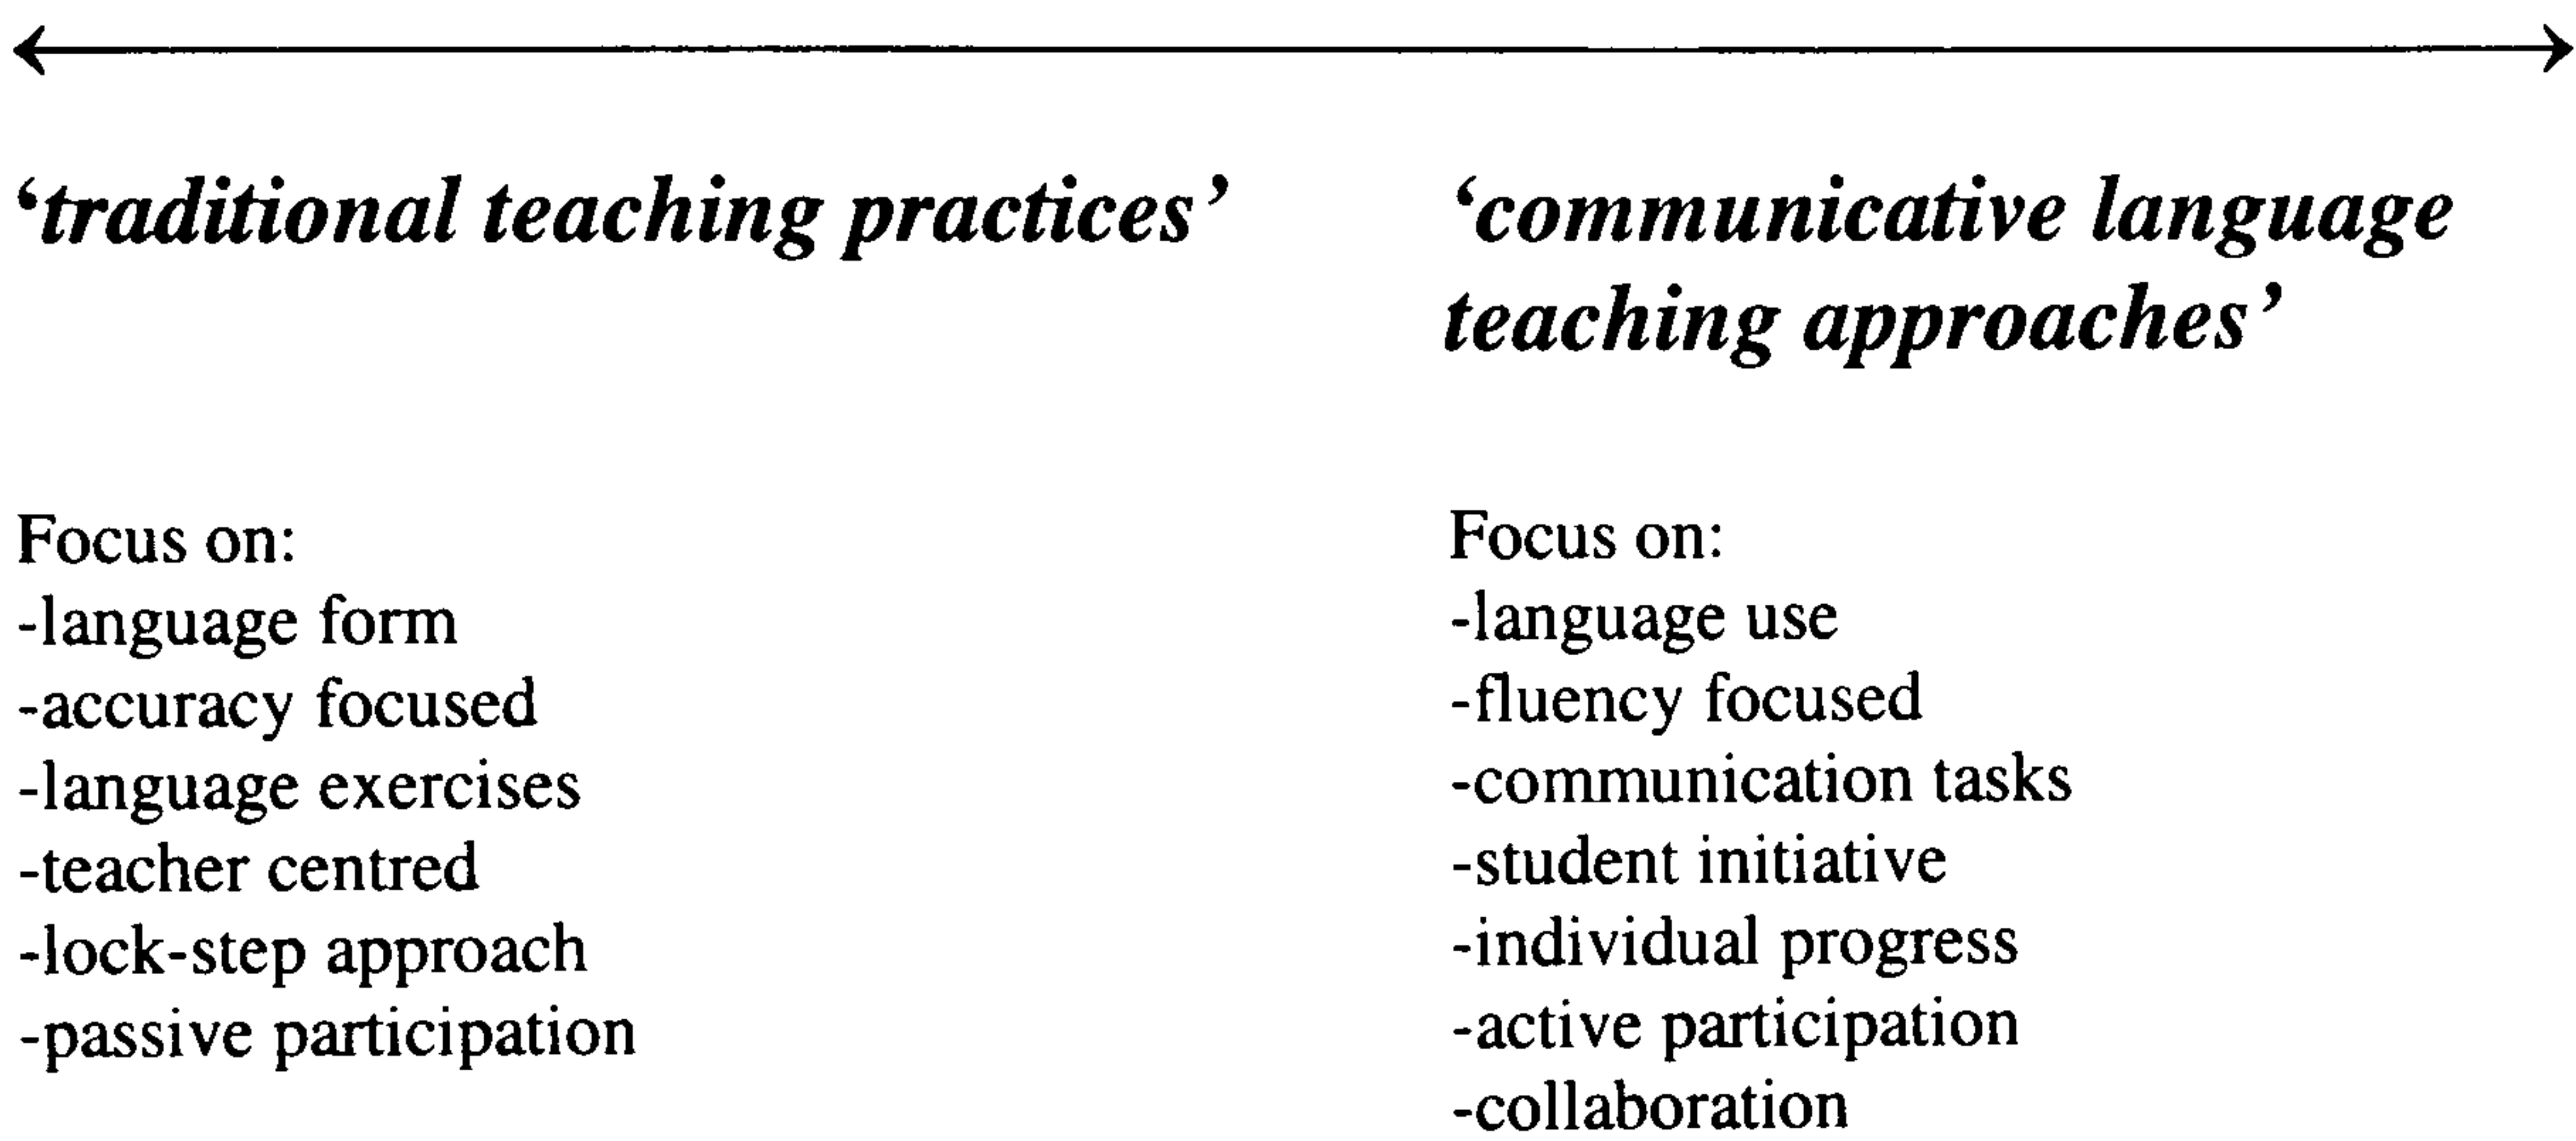 ‘traditional teaching practices’
‘communicative language
teaching approaches’
Focus on:
-language form
-accuracy focused
-language exercises
-teacher centred
-lock-step approach
-passive participation
Focus on:
-language use
-fluency focused
-communication tasks
-student initiative
-individual progress
-active participation
-collaboration